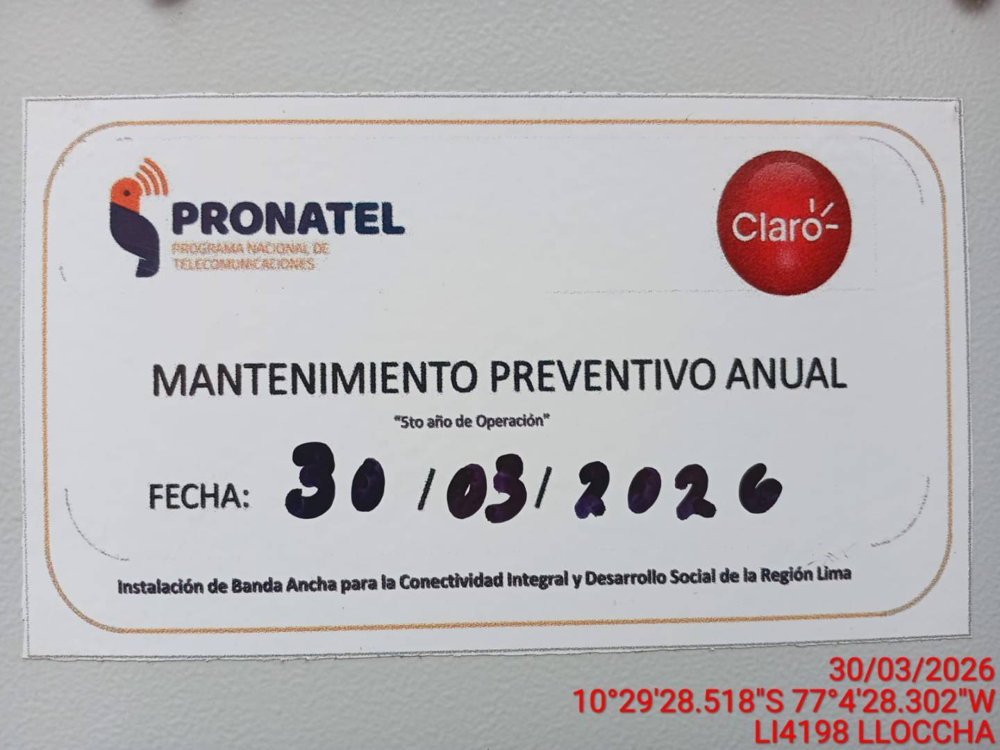 PRONATEL
PROGRAMA NACIONAL DE
TELECOMUNICACIONES
Claro
MANTENIMIENTO PREVENTIVO ANUAL
"5to año de Operación"
FECHA: 30/03/2026
Instalación de Banda Ancha para la Conectividad Integral y Desarrollo Social de la Región Lima
30/03/2026
10°29'28.518"S 77°4'28.302"W
LI4198 LLOCCHA